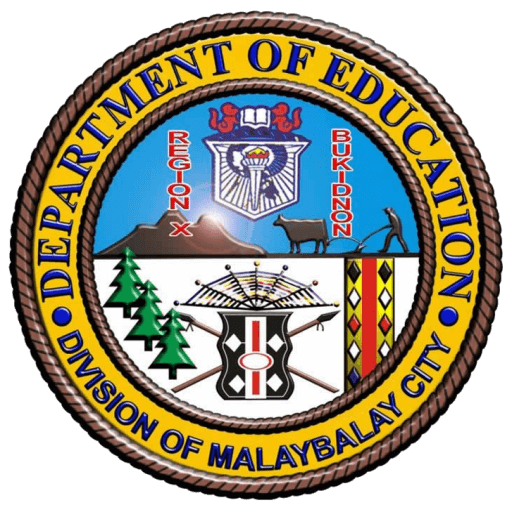 DEPARTMENT OF EDUCATION
REGION X
BUKIDNON
DIVISION OF MALAYBALAY CITY